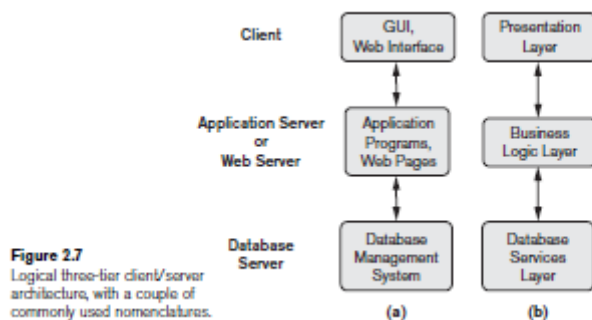 Client
GUI,
Web Interface
Presentation
Layer
Application Server
or
Web Server
Application
Programs,
Web Pages
Business
Logic Layer
Database
Server
Database
Management
System
Database
Services
Layer
(a)
(b)
Figure 2.7
Logical three-tier client/server
architecture, with a couple of
commonly used nomenclatures.